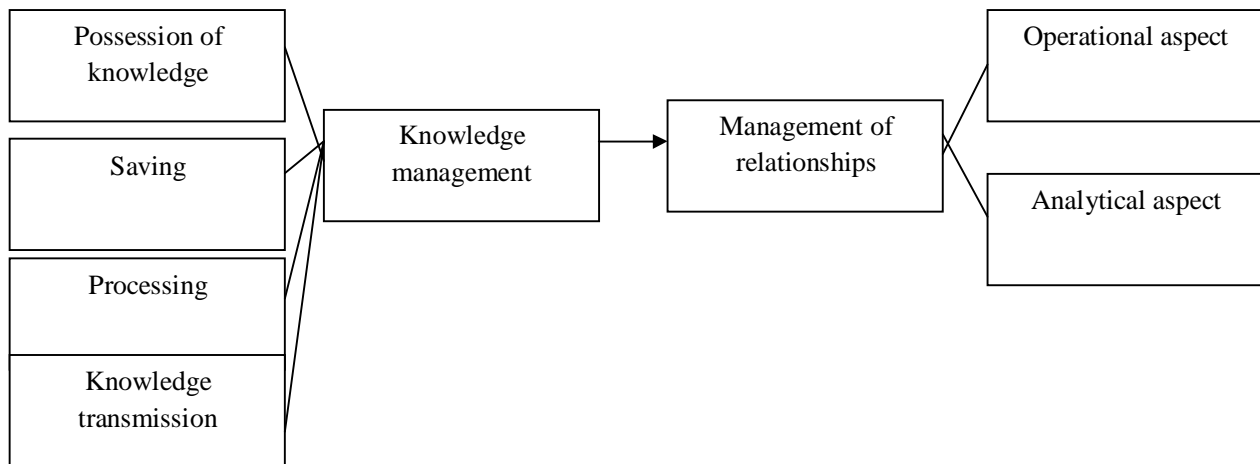 Possession of
knowledge
Saving
Processing
Knowledge
transmission
Knowledge
management
Management of
relationships
Operational aspect
Analytical aspect